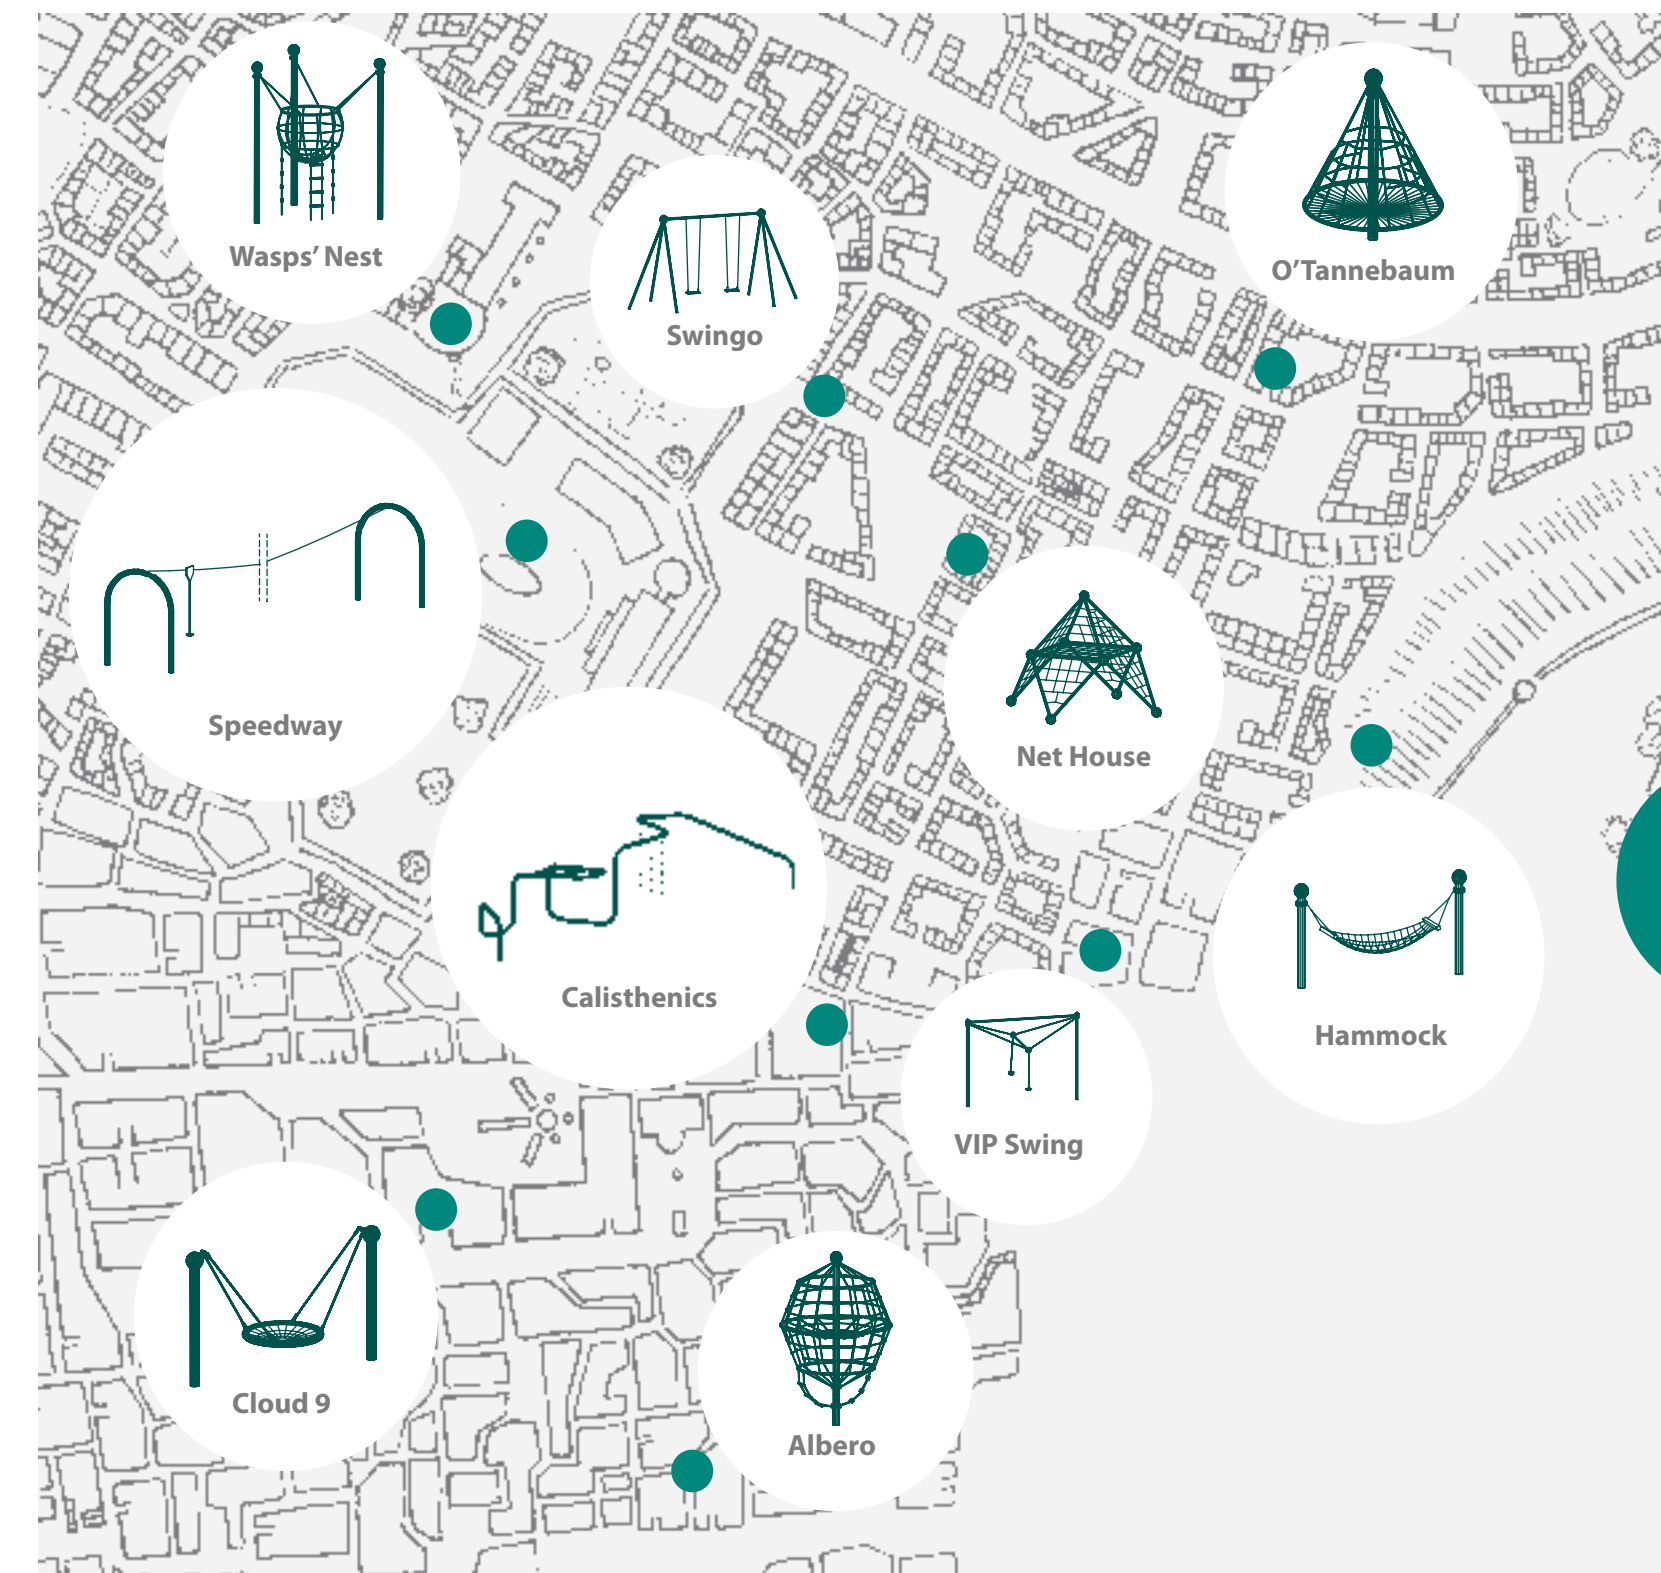 Wasps’ Nest
O’Tannebaum
Swingo
Speedway
Net House
Calisthenics
Hammock
VIP Swing
Cloud 9
Albero